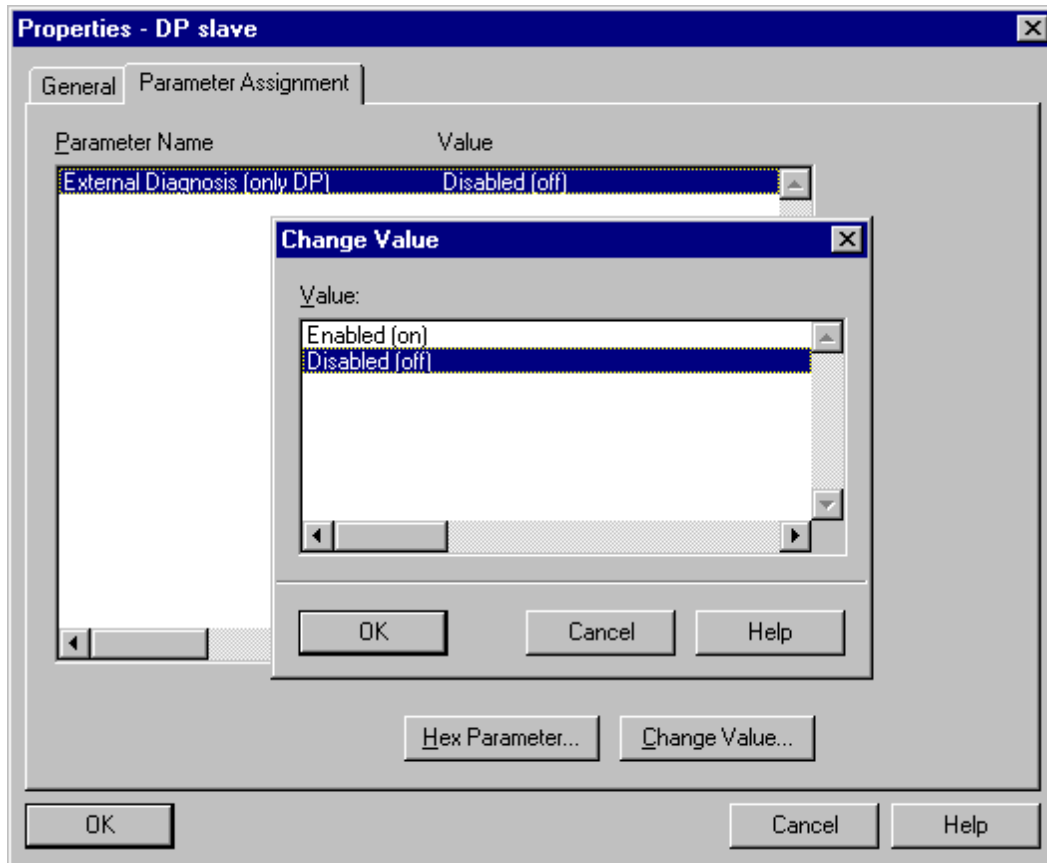 Properties - DP slave
General
Parameter Assignment
Parameter Name Value
External Diagnosis (only DP) Disabled (off)
Change Value
Value:
Enabled (on)
Disabled (off)
OK Cancel Help
Hex Parameter... Change Value...
OK Cancel Help